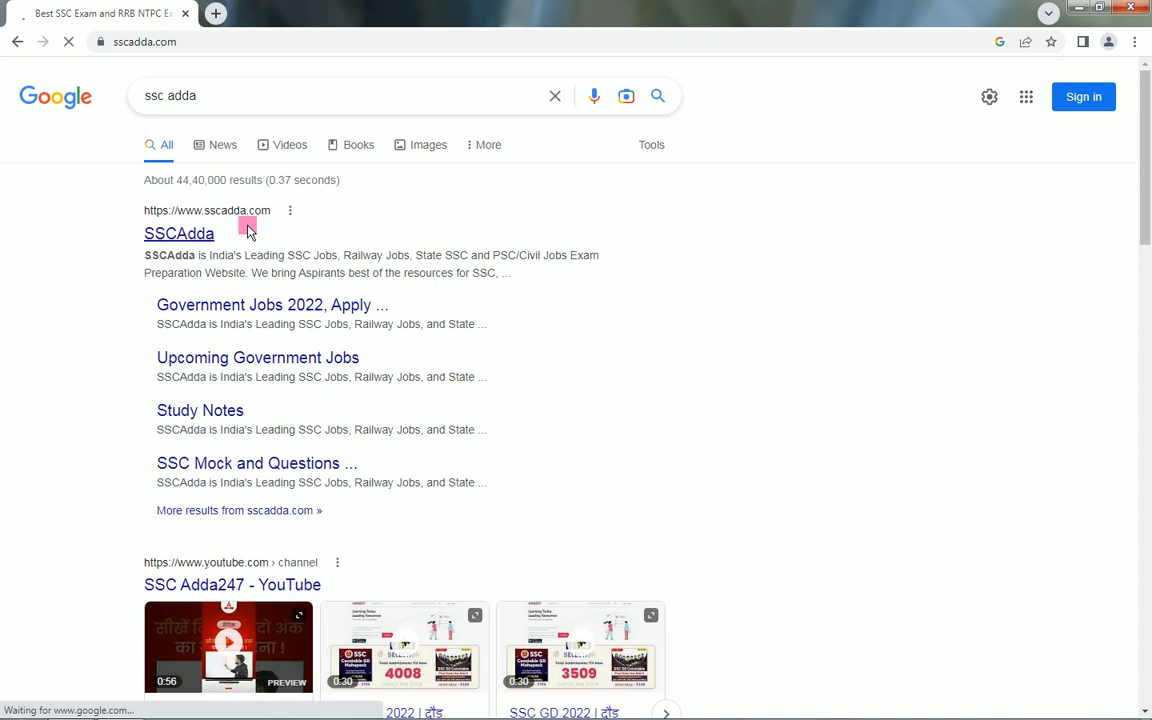 Best SSC Exam and RRB NTPC Ex
sscadda.com
Google
ssc adda
Sign in
All
News
Videos
Books
Images
More
Tools
About 44,40,000 results (0.37 seconds)
https://www.sscadda.com
SSCAdda
SSCAdda is India's Leading SSC Jobs, Railway Jobs, State SSC and PSC/Civil Jobs Exam
Preparation Website. We bring Aspirants best of the resources for SSC, ...
Government Jobs 2022, Apply ...
SSCAdda is India's Leading SSC Jobs, Railway Jobs, and State ...
Upcoming Government Jobs
SSCAdda is India's Leading SSC Jobs, Railway Jobs, and State ...
Study Notes
SSCAdda is India's Leading SSC Jobs, Railway Jobs, and State ...
SSC Mock and Questions ...
SSCAdda is India's Leading SSC Jobs, Railway Jobs, and State ...
More results from sscadda.com »
https://www.youtube.com › channel
SSC Adda247 - YouTube
0:56
PREVIEW
SSC
4008
0:30
SSC
3509
0:30
2022 | दौड़
SSC GD 2022 | दौड़
Waiting for www.google.com...